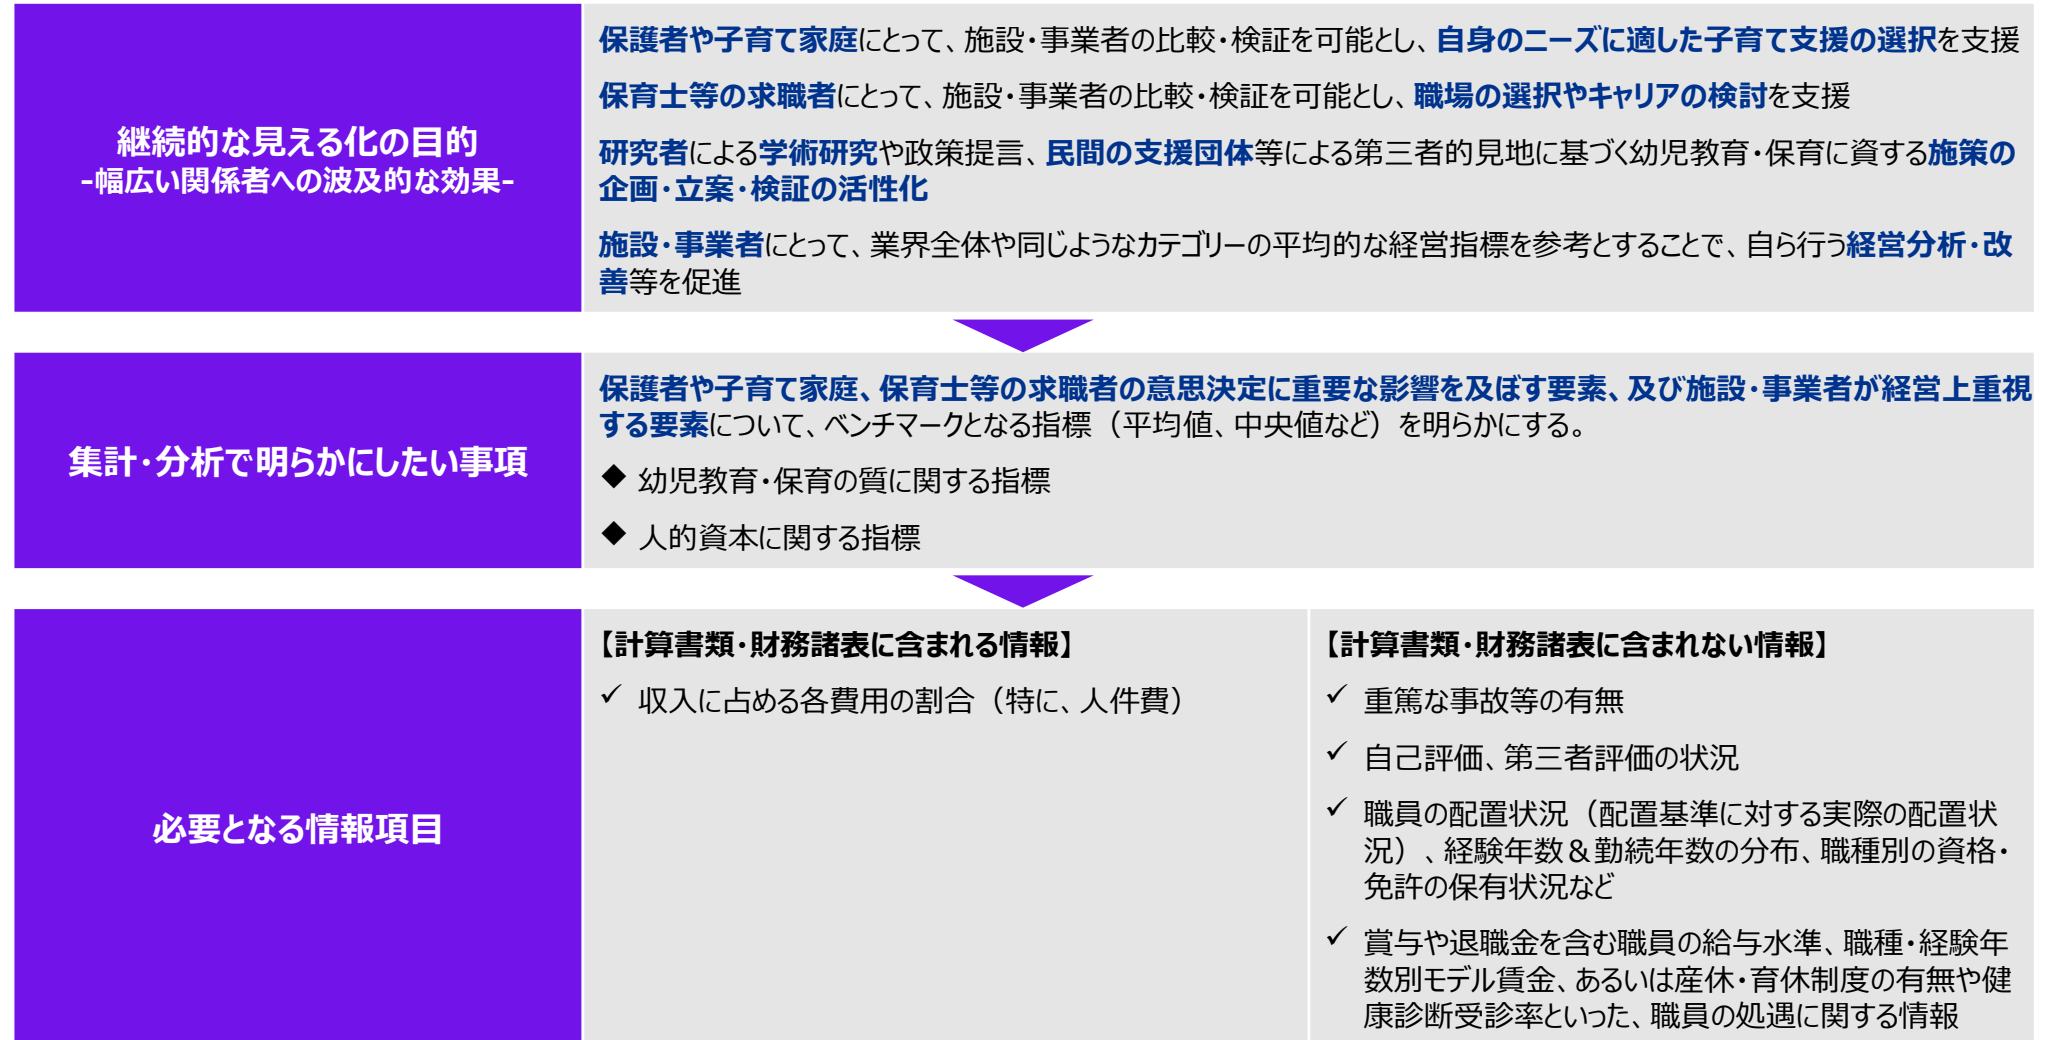 継続的な見える化の目的
-幅広い関係者への波及的な効果-
保護者や子育て家庭にとって、施設・事業者の比較・検証を可能とし、自身のニーズに適した子育て支援の選択を支援
保育士等の求職者にとって、施設・事業者の比較・検証を可能とし、職場の選択やキャリアの検討を支援
研究者による学術研究や政策提言、民間の支援団体等による第三者的見地に基づく幼児教育・保育に資する施策の
企画・立案・検証の活性化
施設・事業者にとって、業界全体や同じようなカテゴリーの平均的な経営指標を参考とすることで、自ら行う経営分析・改
善等を促進
集計・分析で明らかにしたい事項
保護者や子育て家庭、保育士等の求職者の意思決定に重要な影響を及ぼす要素、及び施設・事業者が経営上重視
する要素について、ベンチマークとなる指標（平均値、中央値など）を明らかにする。
◆ 幼児教育・保育の質に関する指標
◆ 人的資本に関する指標
必要となる情報項目
【計算書類・財務諸表に含まれる情報】
✓ 収入に占める各費用の割合（特に、人件費）
【計算書類・財務諸表に含まれない情報】
✓ 重篤な事故等の有無
✓ 自己評価、第三者評価の状況
✓ 職員の配置状況（配置基準に対する実際の配置状
況）、経験年数＆勤続年数の分布、職種別の資格・
免許の保有状況など
✓ 賞与や退職金を含む職員の給与水準、職種・経験年
数別モデル賃金、あるいは産休・育休制度の有無や健
康診断受診率といった、職員の処遇に関する情報